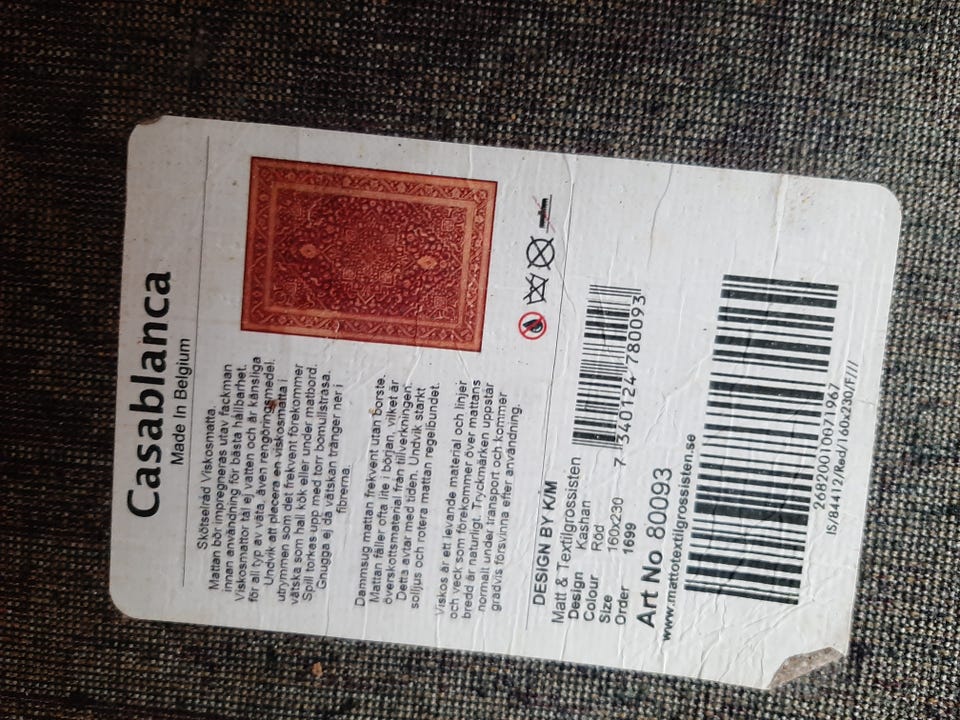 Casablanca
Made In Belgium
Skötselråd Viskosmatta.
Mattan bör impregneras utav fackman
innan användning för bästa hållbarhet.
Viskosmattor tål ej vatten och är känsliga
för all typ av väta, även rengöringsmedel.
Undvik att placera en viskosmatta i
utrymmen som det frekvent förekommer
vätska som hall kök eller under matbord.
Spill torkas upp med torr bomullstrasa.
Gnugga ej då vätskan tränger ner i
fibrerna.
Dammsug mattan frekvent utan borste.
Mattan fäller ofta lite i början, vilket är
överskottsmaterial från tillverkningen.
Detta avtar med tiden. Undvik starkt
solljus och rotera mattan regelbundet.
Viskos är ett levande material och linjer
och veck som förekommer över mattans
bredd är naturligt. Tryckmärken uppstår
normalt under transport och kommer
gradvis försvinna efter användning.
DESIGN BY K/M
Matt & Textilgrossisten
Design Kashan
Colour Röd
Size 160x230
Order 1699
7 340124 780093
Art No 80093
www.mattotextilgrossisten.se
26820010671967
IS/84412/Red/160x230/F///